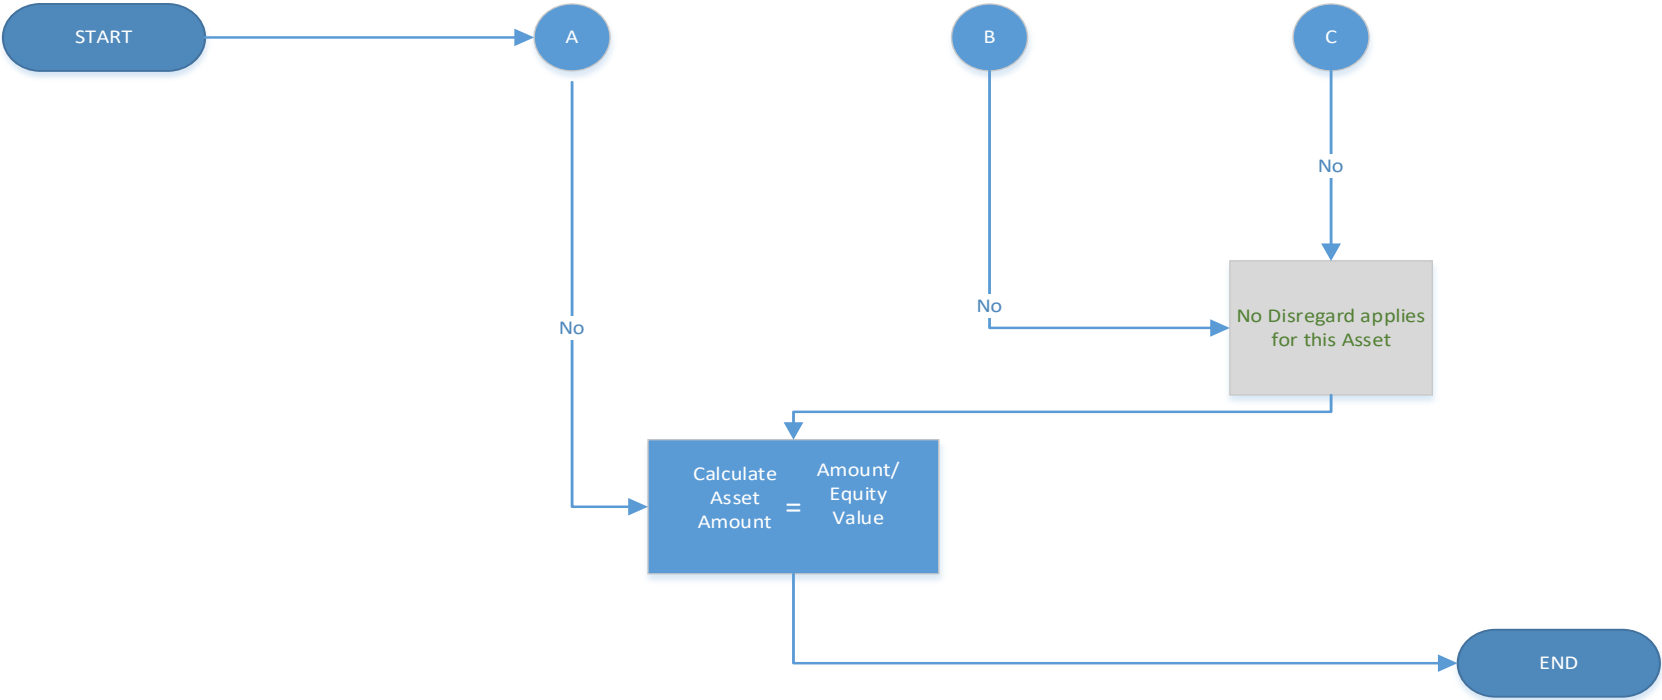 START
A
B
C
No
No
No
No Disregard applies
for this Asset
Calculate
Asset
Amount
=
Amount/
Equity
Value
END